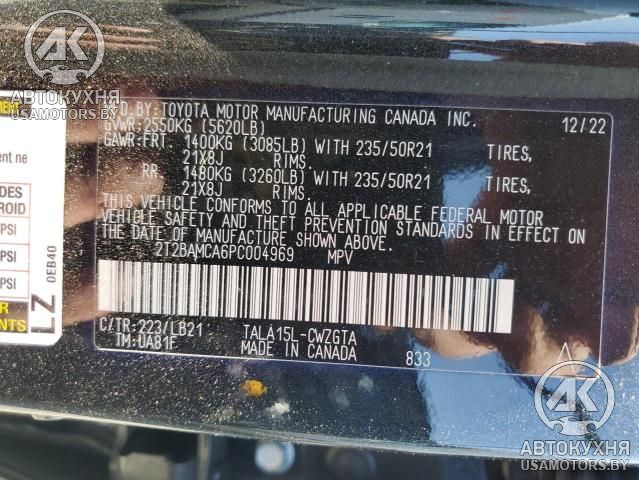 AK
АВТОКУХНЯ
USAMOTORS.BY
MFD BY:TOYOTA MOTOR MANUFACTURING CANADA INC.
GVWR:2550KG (5620LB) 12/22
GAWR:FRT 1400KG (3085LB) WITH 235/50R21 TIRES,
21X8J RIMS.
RR 1480KG (3260LB) WITH 235/50R21 TIRES,
21X8J RIMS.
THIS VEHICLE CONFORMS TO ALL APPLICABLE FEDERAL MOTOR
VEHICLE SAFETY AND THEFT PREVENTION STANDARDS IN EFFECT ON
THE DATE OF MANUFACTURE SHOWN ABOVE.
2T2BAMCA6PC004969 MPV
C/TR:223/LB21 TALA15L-CWZGTA
IM:UA81F MADE IN CANADA 833
ne
PSI
PSI
PSI
LZ
0EB40
AK
АВТОКУХНЯ
USAMOTORS.BY